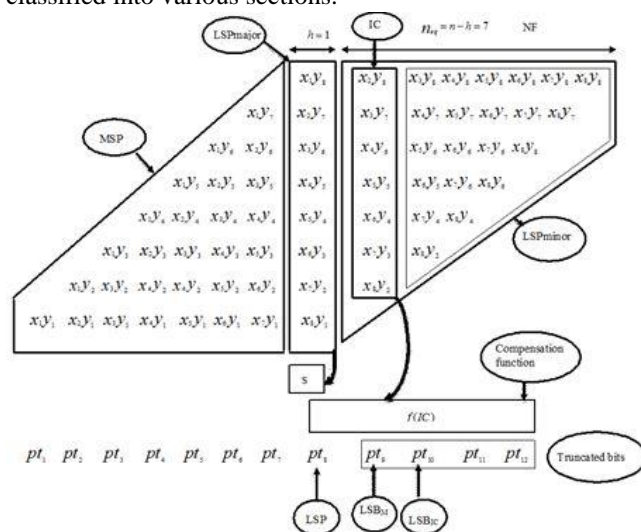 classified into various sections.
LSPmajor h=1 IC n_eq=n-h=7 NF
x₁y₈ x₂y₈ x₃y₈ x₄y₈ x₅y₈ x₆y₈ x₇y₈ x₈y₈
x₁y₇ x₂y₇ x₃y₇ x₄y₇ x₅y₇ x₆y₇ x₇y₇ x₈y₇
MSP
x₁y₆ x₂y₆ x₃y₆ x₄y₆ x₅y₆ x₆y₆ x₇y₆ x₈y₆
x₁y₅ x₂y₅ x₃y₅ x₄y₅ x₅y₅ x₆y₅ x₇y₅ x₈y₅
x₁y₄ x₂y₄ x₃y₄ x₄y₄ x₅y₄ x₆y₄ x₇y₄ x₈y₄
LSPminor
x₁y₃ x₂y₃ x₃y₃ x₄y₃ x₅y₃ x₆y₃ x₇y₃ x₈y₂
x₁y₂ x₂y₂ x₃y₂ x₄y₂ x₅y₂ x₆y₂ x₇y₂ x₈y₂
x₁y₁ x₂y₁ x₃y₁ x₄y₁ x₅y₁ x₆y₁ x₇y₁ x₈y₁
S
Compensation
function
f(IC)
pt₁ pt₂ pt₃ pt₄ pt₅ pt₆ pt₇ pt₈ pt₉ pt₁₀ pt₁₁ pt₁₂ Truncated bits
LSP LSB_M LSB_IC